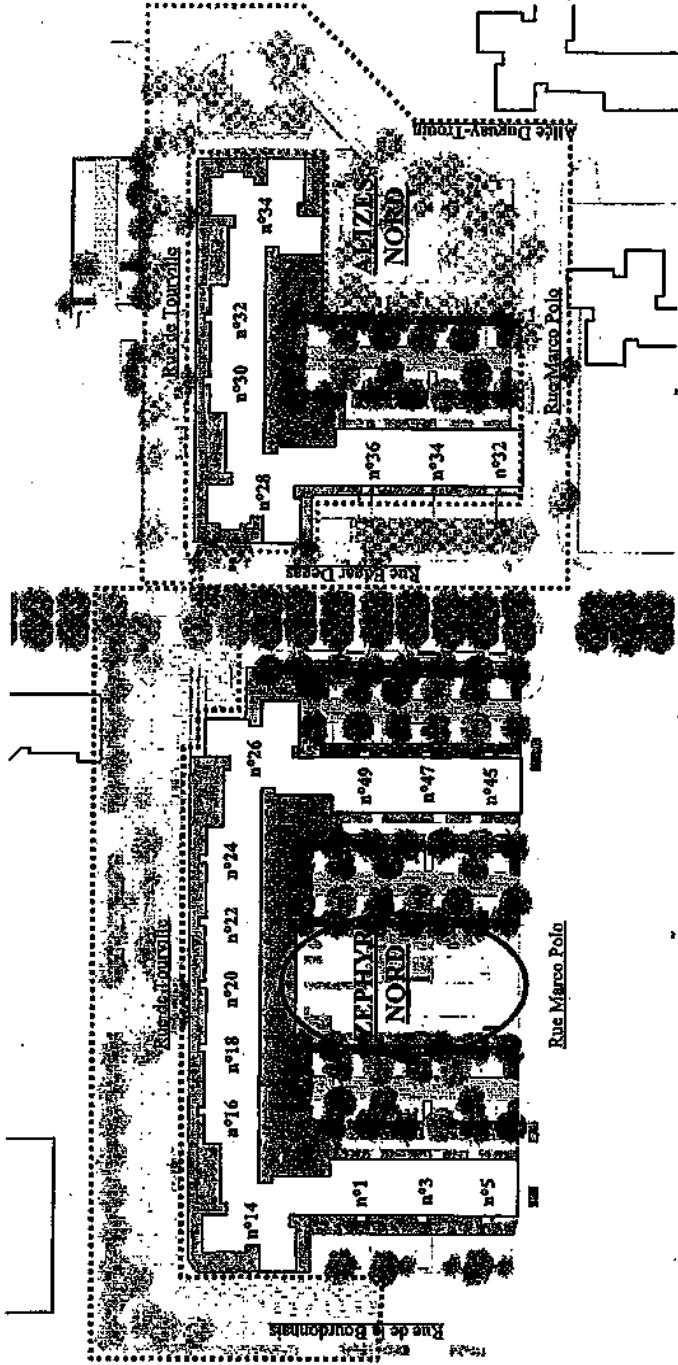 Rue de Tourville
Rue de Tourville
n°14
n°16
n°18
n°20
n°22
n°24
n°26
n°28
n°30
n°32
n°34
ZEPHYR
NORD
ALIZES
NORD
n°1
n°3
n°5
n°49
n°47
n°45
n°36
n°34
n°32
Rue de la Bourdonnais
Rue Edgar Degas
Allée Duguay-Trouin
Rue Marco Polo
Rue Marco Polo